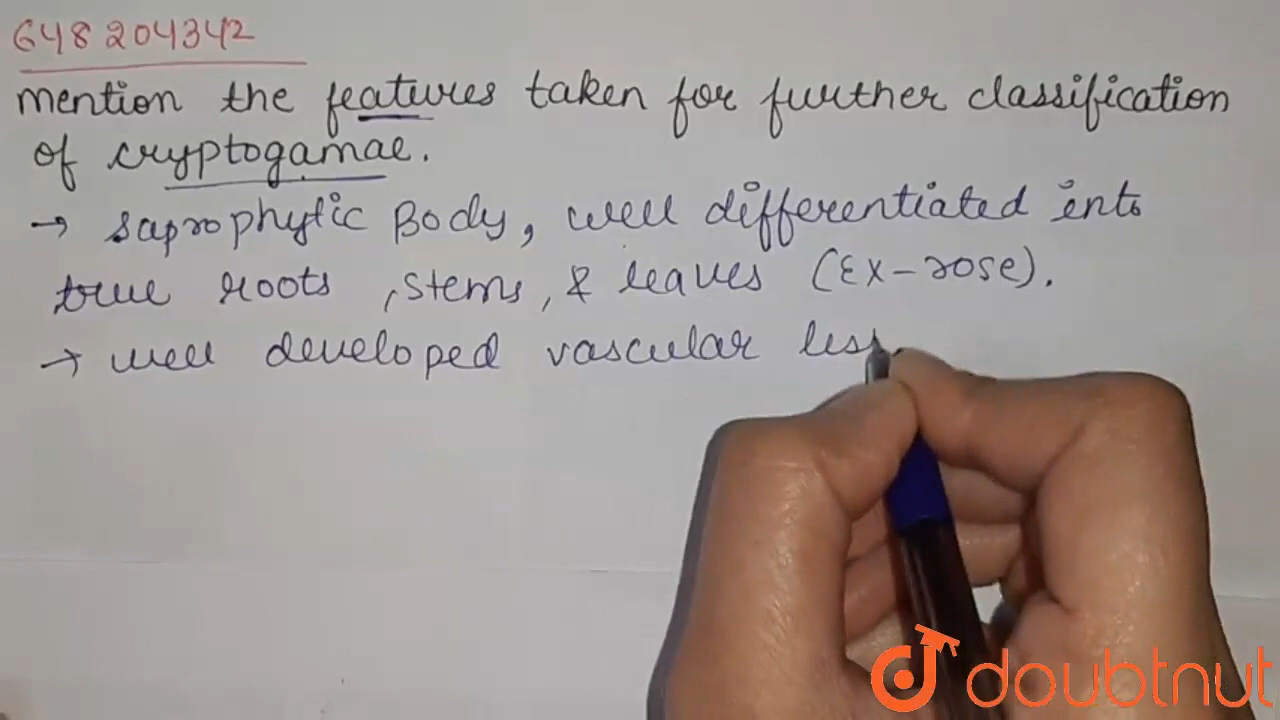 648204342
mention the features taken for further classification
of cryptogamae.
→ saprophytic Body, well differentiated into
true roots, stems, & leaves (Ex-rose).
→ well developed vascular
doubtnut